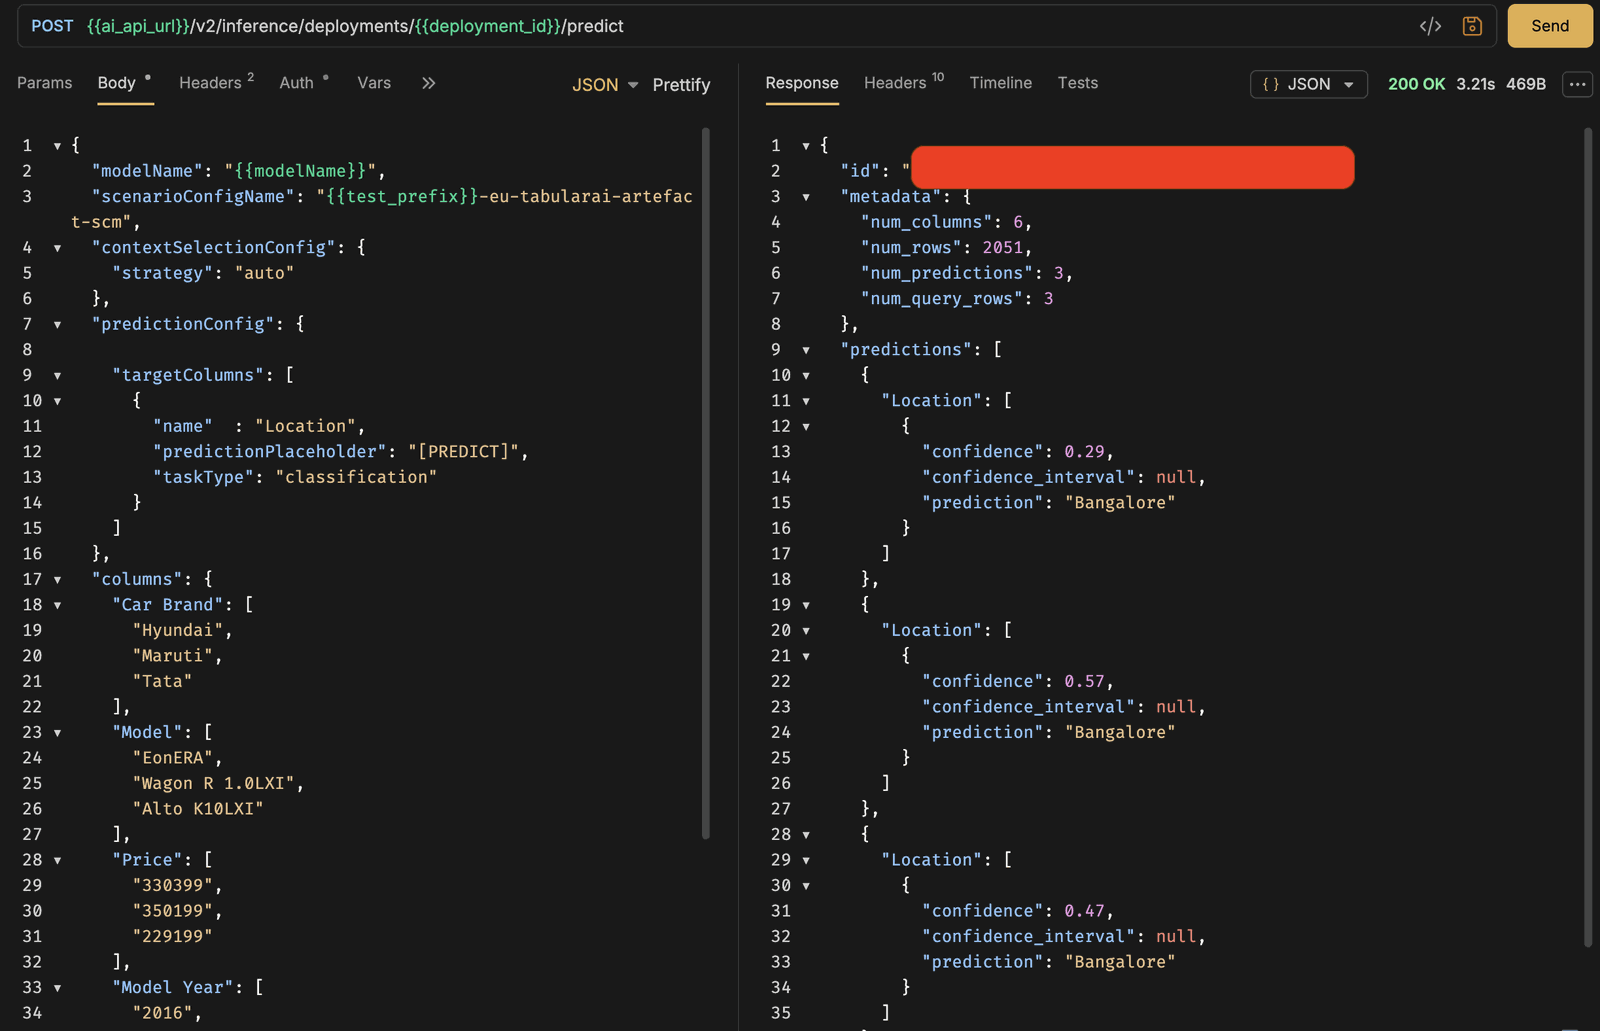 POST {{ai_api_url}}/v2/inference/deployments/{{deployment_id}}/predict
</>
Send
Params Body Headers 2 Auth Vars >> JSON Prettify
1 {
2 "modelName": "{{modelName}}",
3 "scenarioConfigName": "{{test_prefix}}-eu-tabularai-artefac
t-scm",
4 "contextSelectionConfig": {
5 "strategy": "auto"
6 },
7 "predictionConfig": {
8
9 "targetColumns": [
10 {
11 "name"  : "Location",
12 "predictionPlaceholder": "[PREDICT]",
13 "taskType": "classification"
14 }
15 ]
16 },
17 "columns": {
18 "Car Brand": [
19 "Hyundai",
20 "Maruti",
21 "Tata"
22 ],
23 "Model": [
24 "EonERA",
25 "Wagon R 1.0LXI",
26 "Alto K10LXI"
27 ],
28 "Price": [
29 "330399",
30 "350199",
31 "229199"
32 ],
33 "Model Year": [
34 "2016",
Response Headers 10 Timeline Tests { } JSON 200 OK 3.21s 469B ...
1 {
2 "id": "
3 "metadata": {
4 "num_columns": 6,
5 "num_rows": 2051,
6 "num_predictions": 3,
7 "num_query_rows": 3
8 },
9 "predictions": [
10 {
11 "Location": [
12 {
13 "confidence": 0.29,
14 "confidence_interval": null,
15 "prediction": "Bangalore"
16 }
17 ]
18 },
19 {
20 "Location": [
21 {
22 "confidence": 0.57,
23 "confidence_interval": null,
24 "prediction": "Bangalore"
25 }
26 ]
27 },
28 {
29 "Location": [
30 {
31 "confidence": 0.47,
32 "confidence_interval": null,
33 "prediction": "Bangalore"
34 }
35 ]